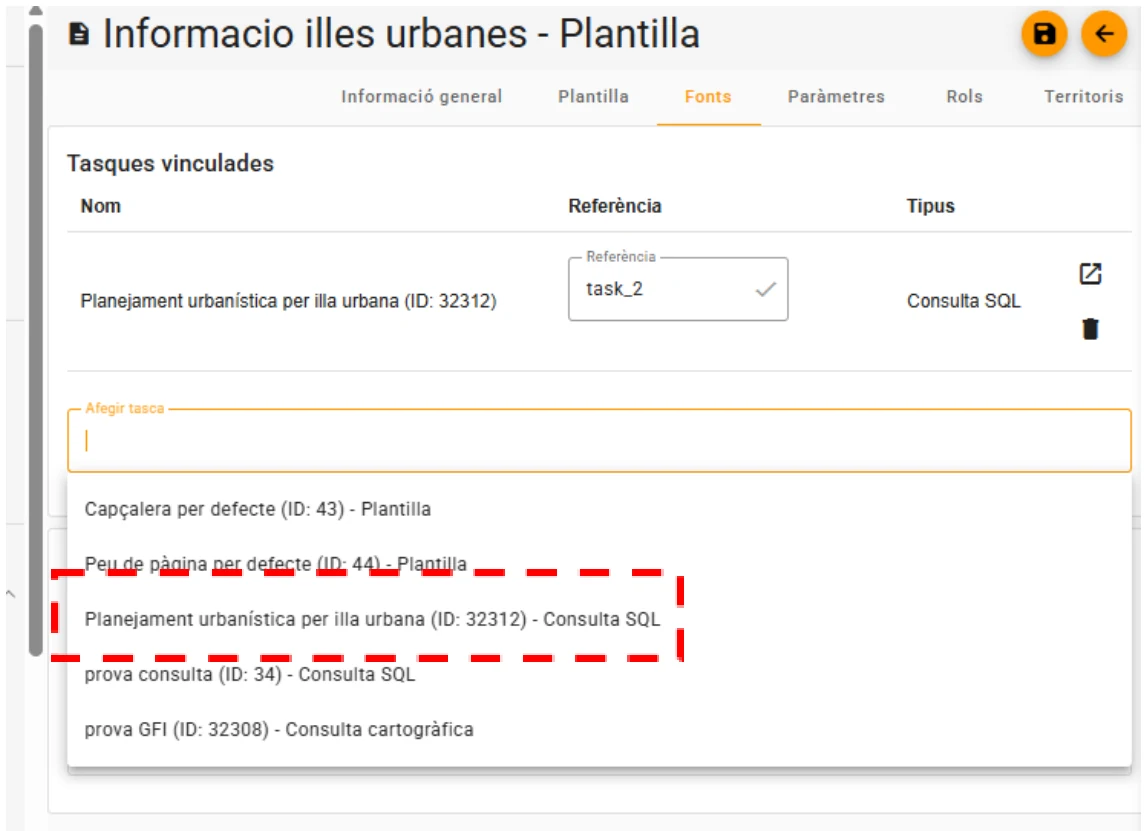 Informacio illes urbanes - Plantilla
Informació general Plantilla Fonts Paràmetres Rols Territoris
Tasques vinculades
Nom Referència Tipus
Referència
Planejament urbanística per illa urbana (ID: 32312) task_2 Consulta SQL
Afegir tasca
Capçalera per defecte (ID: 43) - Plantilla
Peu de pàgina per defecte (ID: 44) - Plantilla
Planejament urbanística per illa urbana (ID: 32312) - Consulta SQL
prova consulta (ID: 34) - Consulta SQL
prova GFI (ID: 32308) - Consulta cartogràfica